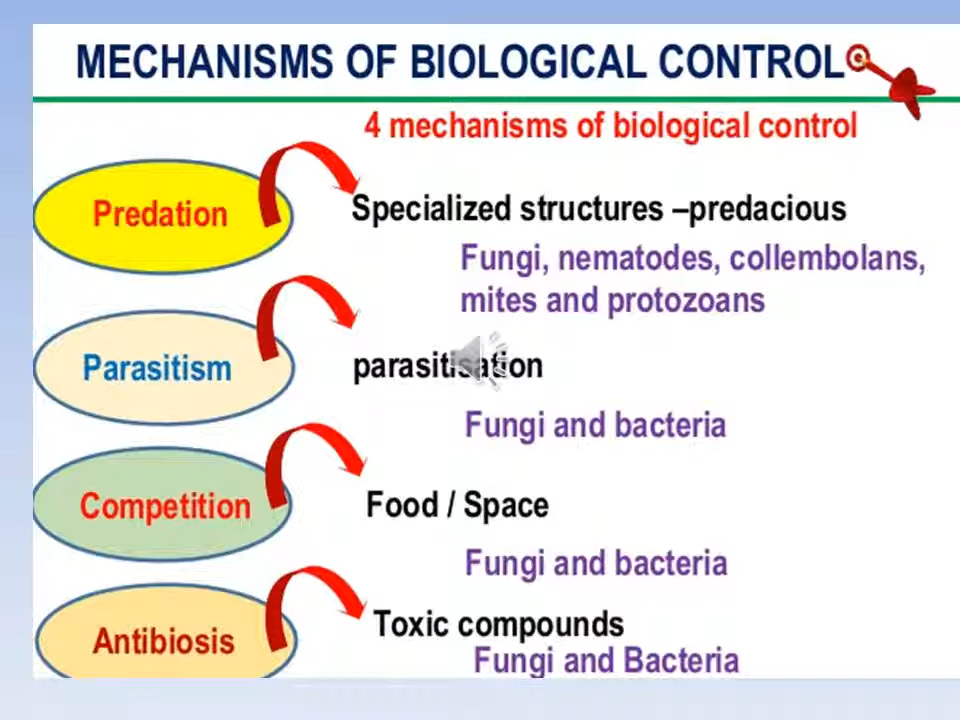 MECHANISMS OF BIOLOGICAL CONTROL
4 mechanisms of biological control
Predation
Specialized structures –predacious
Fungi, nematodes, collembolans,
mites and protozoans
Parasitism
parasitisation
Fungi and bacteria
Competition
Food / Space
Fungi and bacteria
Antibiosis
Toxic compounds
Fungi and Bacteria